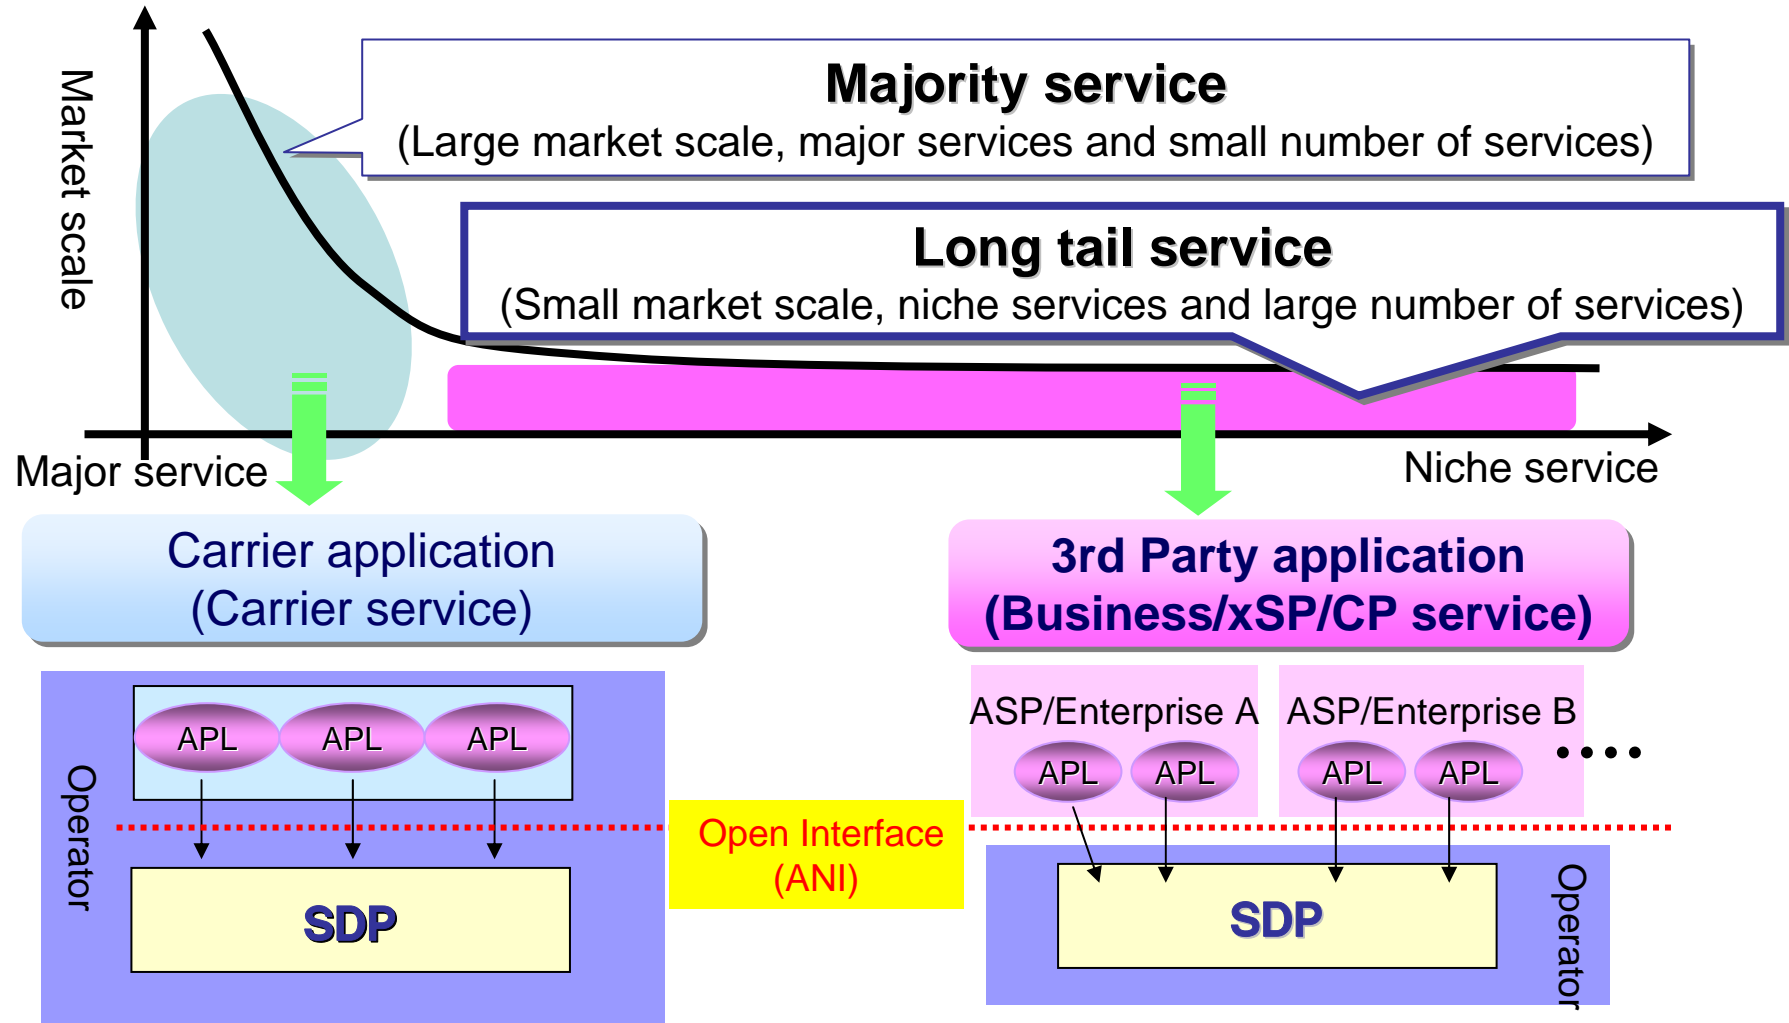 Market scale
Majority service
(Large market scale, major services and small number of services)
Long tail service
(Small market scale, niche services and large number of services)
Major service
Niche service
Carrier application
(Carrier service)
3rd Party application
(Business/xSP/CP service)
Operator
APL
APL
APL
SDP
Open Interface
(ANI)
ASP/Enterprise A
ASP/Enterprise B
APL
APL
APL
APL
••••
SDP
Operator